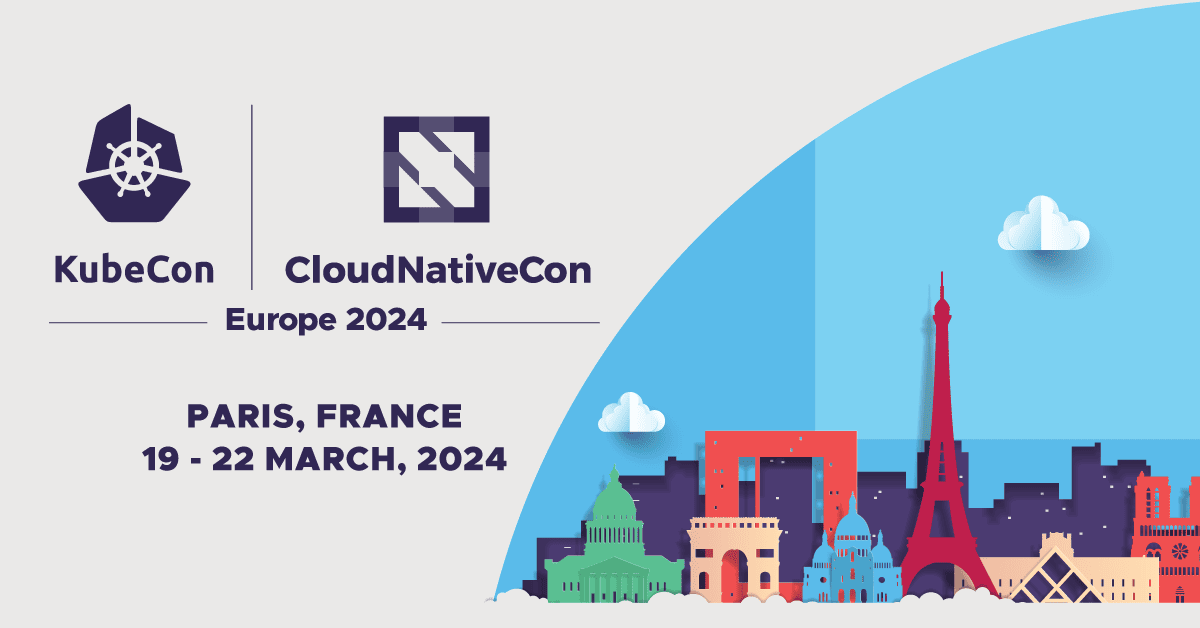 KubeCon
CloudNativeCon
Europe 2024
PARIS, FRANCE
19 - 22 MARCH, 2024